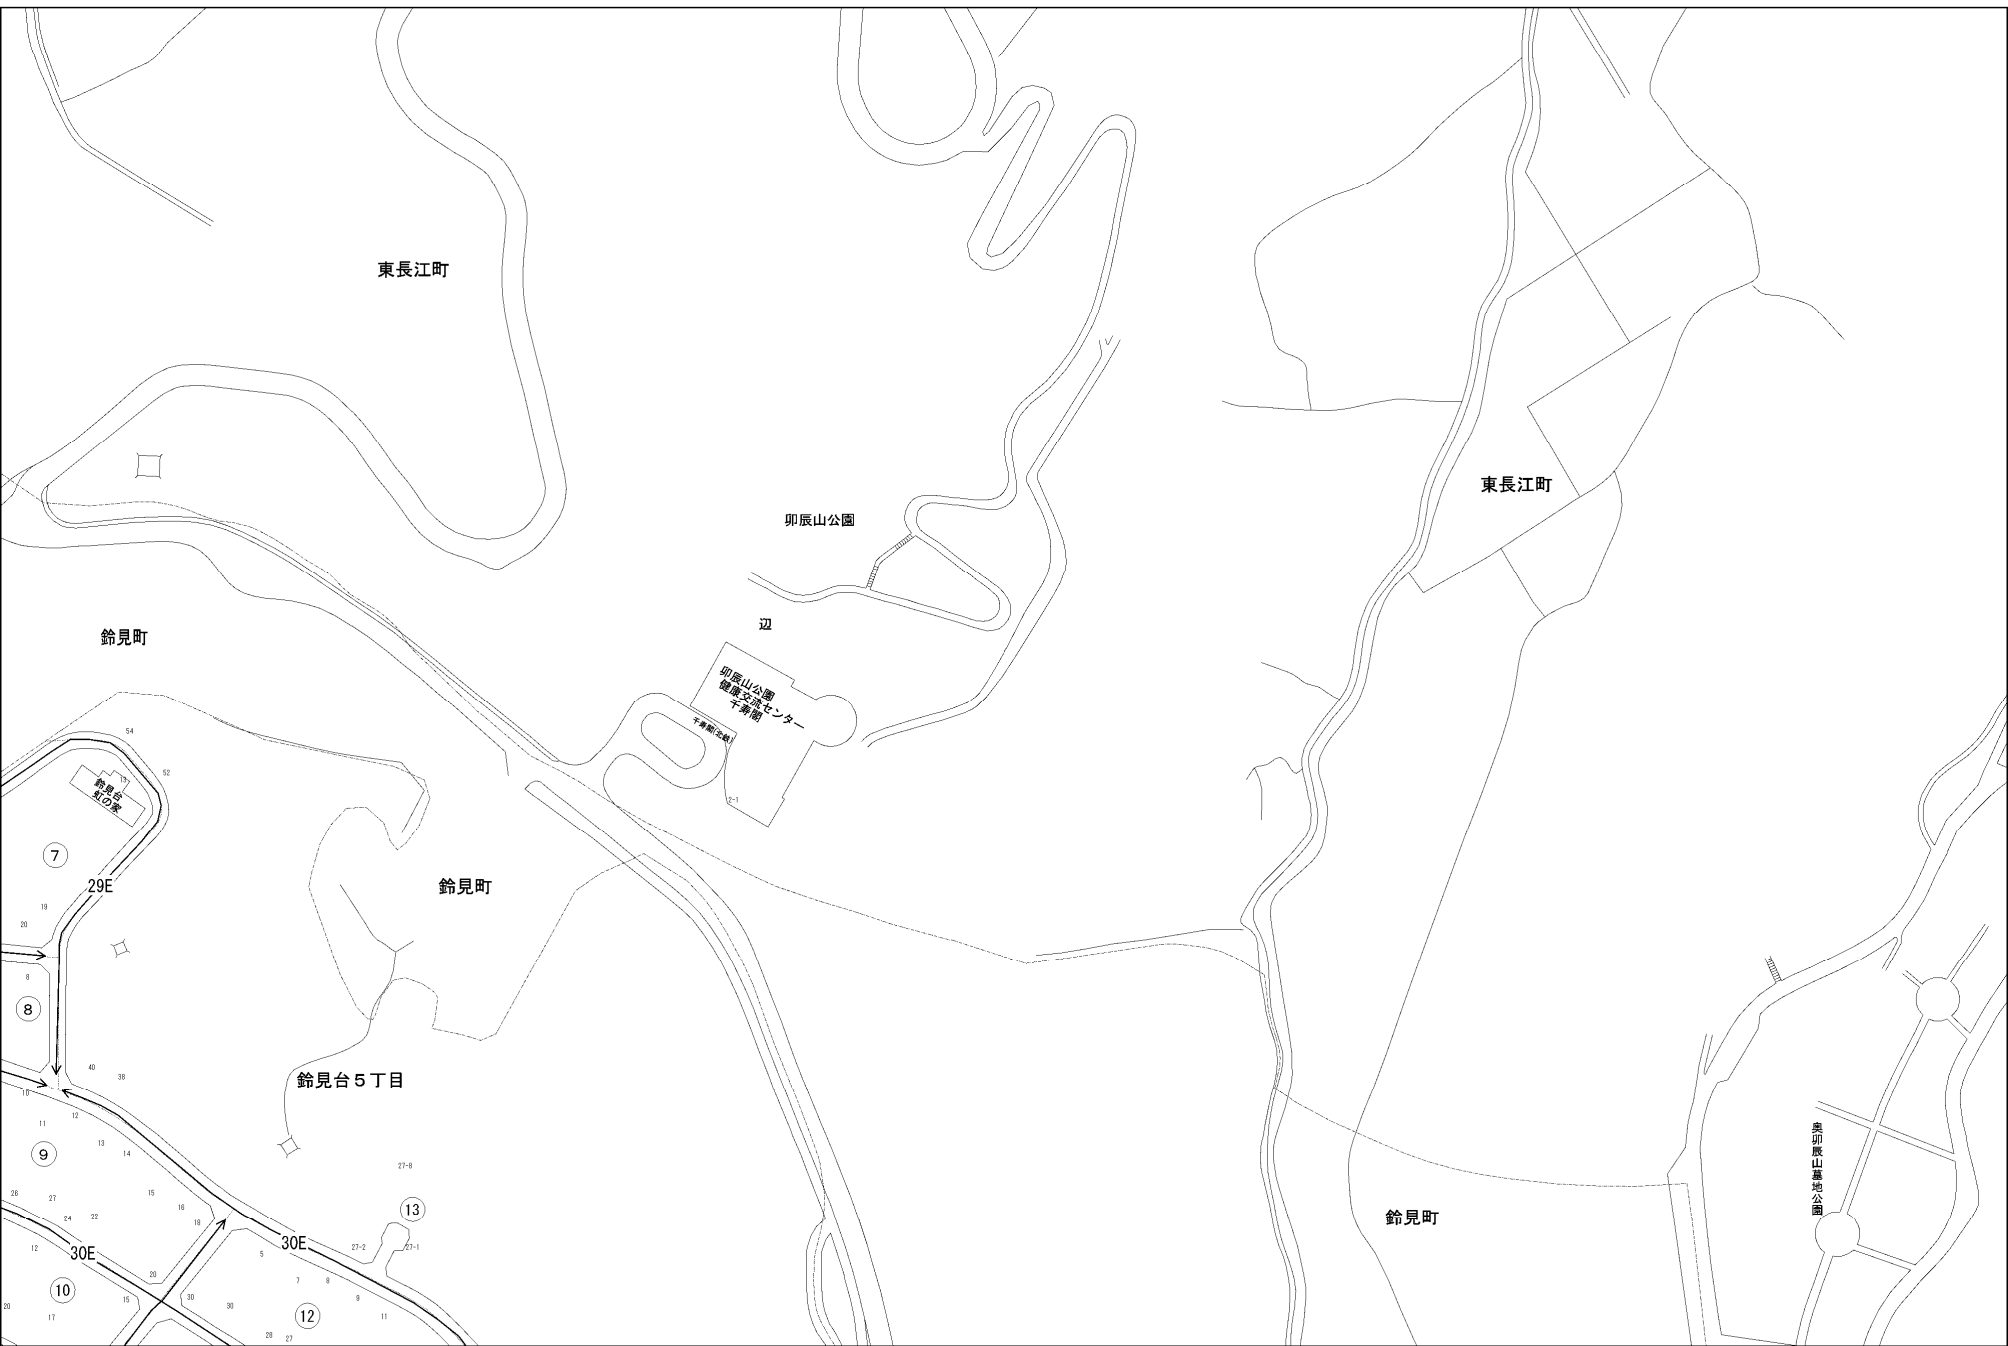 東長江町
東長江町
卯辰山公園
辺
鈴見町
卯辰山公園
健康交流センター
千寿閣
千寿閣(北鉄)
2-1
54
52
13
鈴見台
虹の家
7
29E
鈴見町
19
20
8
8
40
38
鈴見台5丁目
10
12
11
13
14
9
27-8
15
26
27
24
22
16
18
13
奥卯辰山墓地公園
鈴見町
30E
30E
12
27-2
27-1
5
20
7
8
10
15
30
30
9
20
17
12
11
28
27